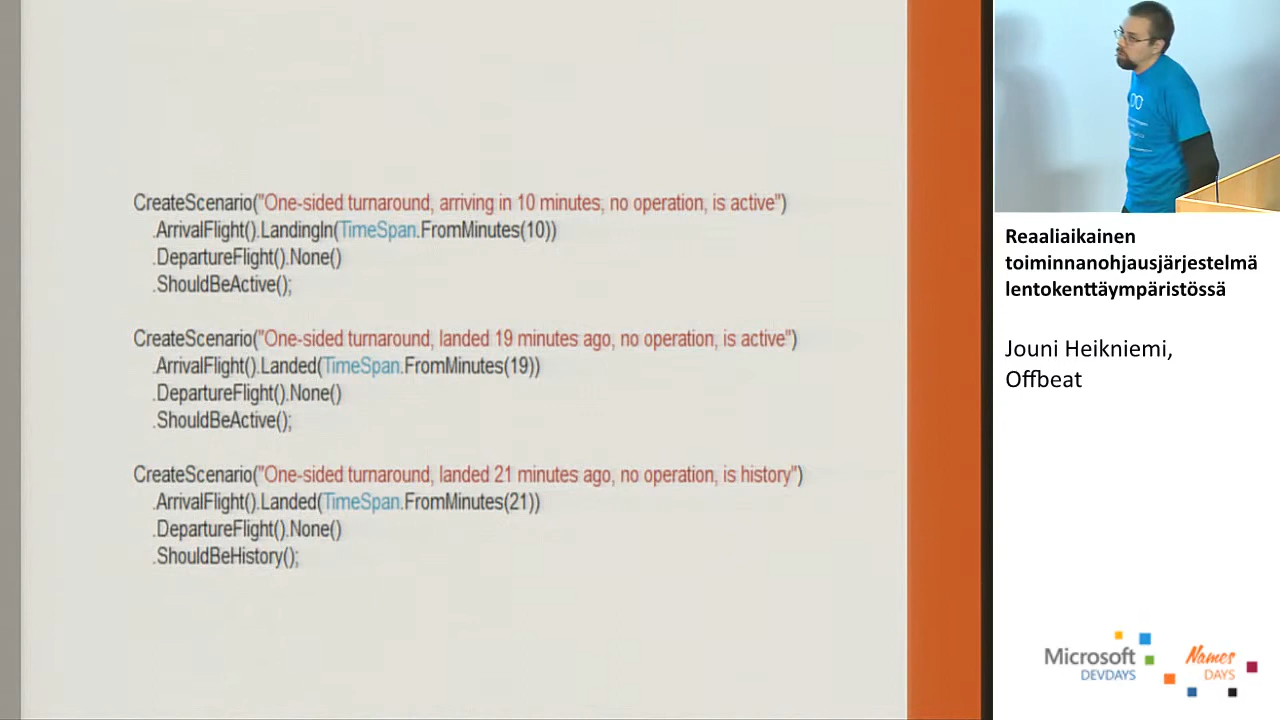 CreateScenario("One-sided turnaround, arriving in 10 minutes, no operation, is active")
.ArrivalFlight().LandingIn(TimeSpan.FromMinutes(10))
.DepartureFlight().None()
.ShouldBeActive();
CreateScenario("One-sided turnaround, landed 19 minutes ago, no operation, is active")
.ArrivalFlight().Landed(TimeSpan.FromMinutes(19))
.DepartureFlight().None()
.ShouldBeActive();
CreateScenario("One-sided turnaround, landed 21 minutes ago, no operation, is history")
.ArrivalFlight().Landed(TimeSpan.FromMinutes(21))
.DepartureFlight().None()
.ShouldBeHistory();
Reaaliaikainen
toiminnanohjausjärjestelmä
lentokenttäympäristössä
Jouni Heikniemi,
Offbeat
Microsoft
DEVDAYS
Names
DAYS